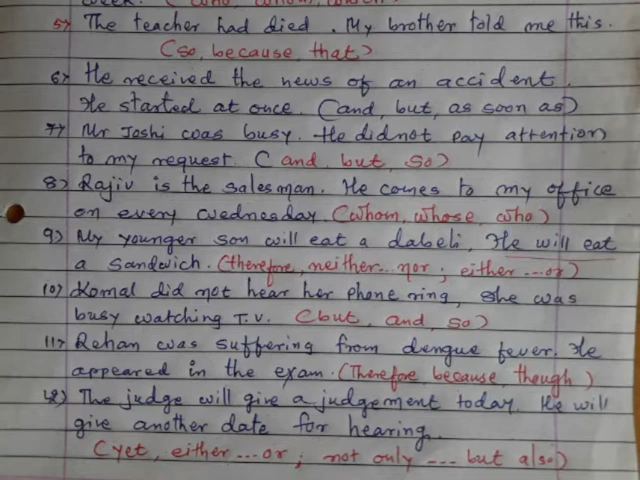 5) The teacher had died. My brother told me this.
(so, because, that)
6) He received the news of an accident.
He started at once. (and, but, as soon as)
7) Mr Joshi was busy. He did not pay attention
to my request. (and, but, so)
8) Rajiv is the salesman. He comes to my office
on every wednesday. (whom, whose, who)
9) My younger son will eat a dabeli. He will eat
a sandwich. (therefore, neither...nor; either...or)
10) Komal did not hear her phone ring, she was
busy watching T.V. (but, and, so)
11) Rehan was suffering from dengue fever. He
appeared in the exam. (Therefore because, though)
12) The judge will give a judgement today. He will
give another date for hearing.
(yet, either...or; not only --- but also)